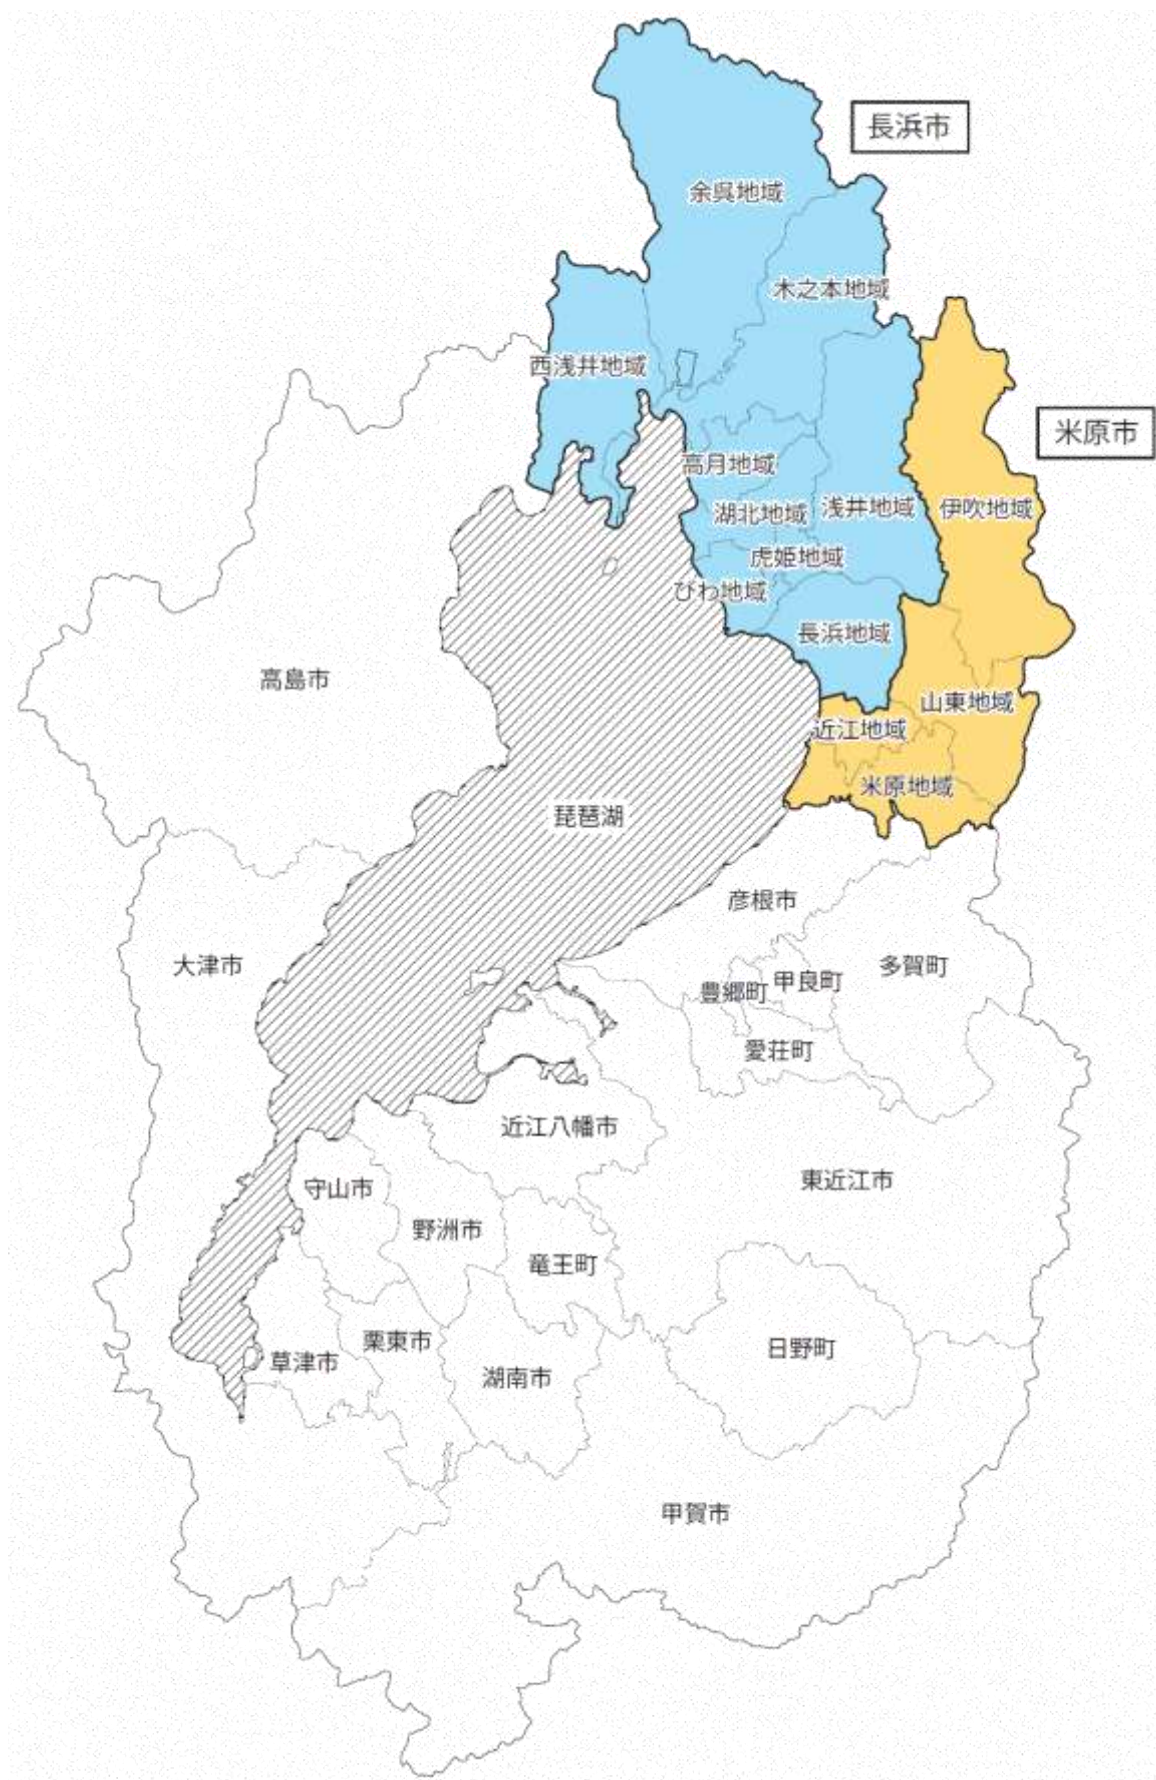 長浜市
余呉地域
木之本地域
西浅井地域
米原市
高月地域
湖北地域
浅井地域
伊吹地域
虎姫地域
びわ地域
長浜地域
高島市
山東地域
近江地域
米原地域
琵琶湖
彦根市
大津市
多賀町
豊郷町
甲良町
愛荘町
近江八幡市
東近江市
守山市
野洲市
竜王町
栗東市
日野町
草津市
湖南市
甲賀市